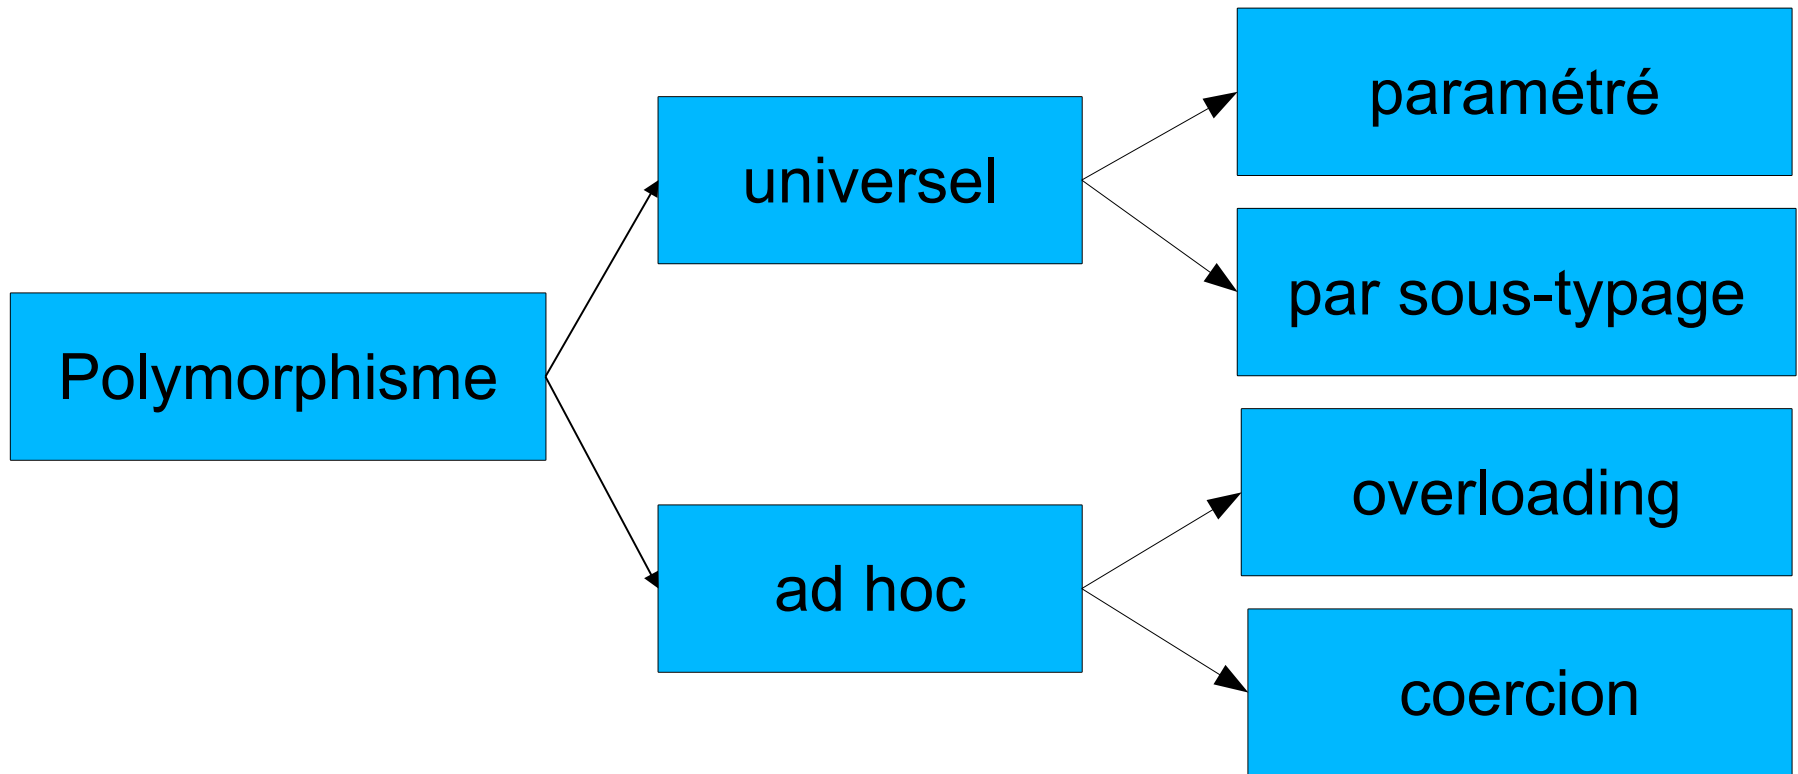 Polymorphisme
universel
paramétré
par sous-typage
ad hoc
overloading
coercion